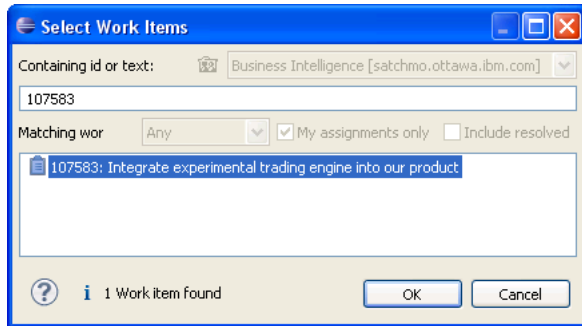 Select Work Items
Containing id or text: Business Intelligence [satchmo.ottawa.ibm.com]
107583
Matching wor Any My assignments only Include resolved
107583: Integrate experimental trading engine into our product
? i 1 Work item found OK Cancel